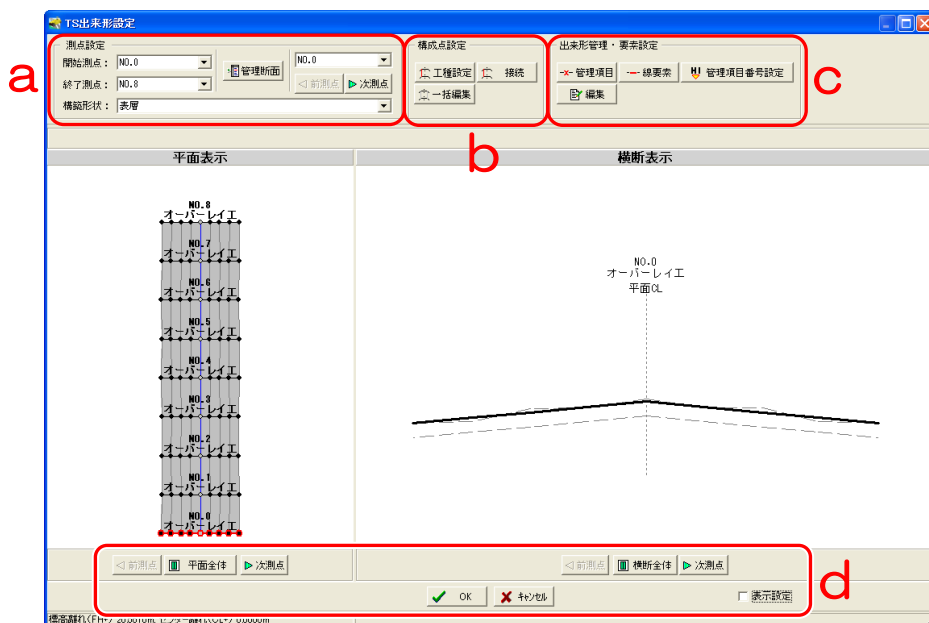 TS出来形設定
測点設定
開始測点： NO.0
終了測点： NO.8
管理断面
NO.0
前測点 次測点
構築形状： 表層
構成点設定
工種設定 接続
一括編集
出来形管理・要素設定
-x- 管理項目 線要素 管理項目番号設定
編集
a
b
c
平面表示
横断表示
NO.8
オーバーレイ工
NO.7
オーバーレイ工
NO.6
オーバーレイ工
NO.5
オーバーレイ工
NO.4
オーバーレイ工
NO.3
オーバーレイ工
NO.2
オーバーレイ工
NO.1
オーバーレイ工
NO.0
オーバーレイ工
NO.0
オーバーレイ工
平面CL
前測点 平面全体 次測点
前測点 横断全体 次測点
OK キャンセル
表示設定
d